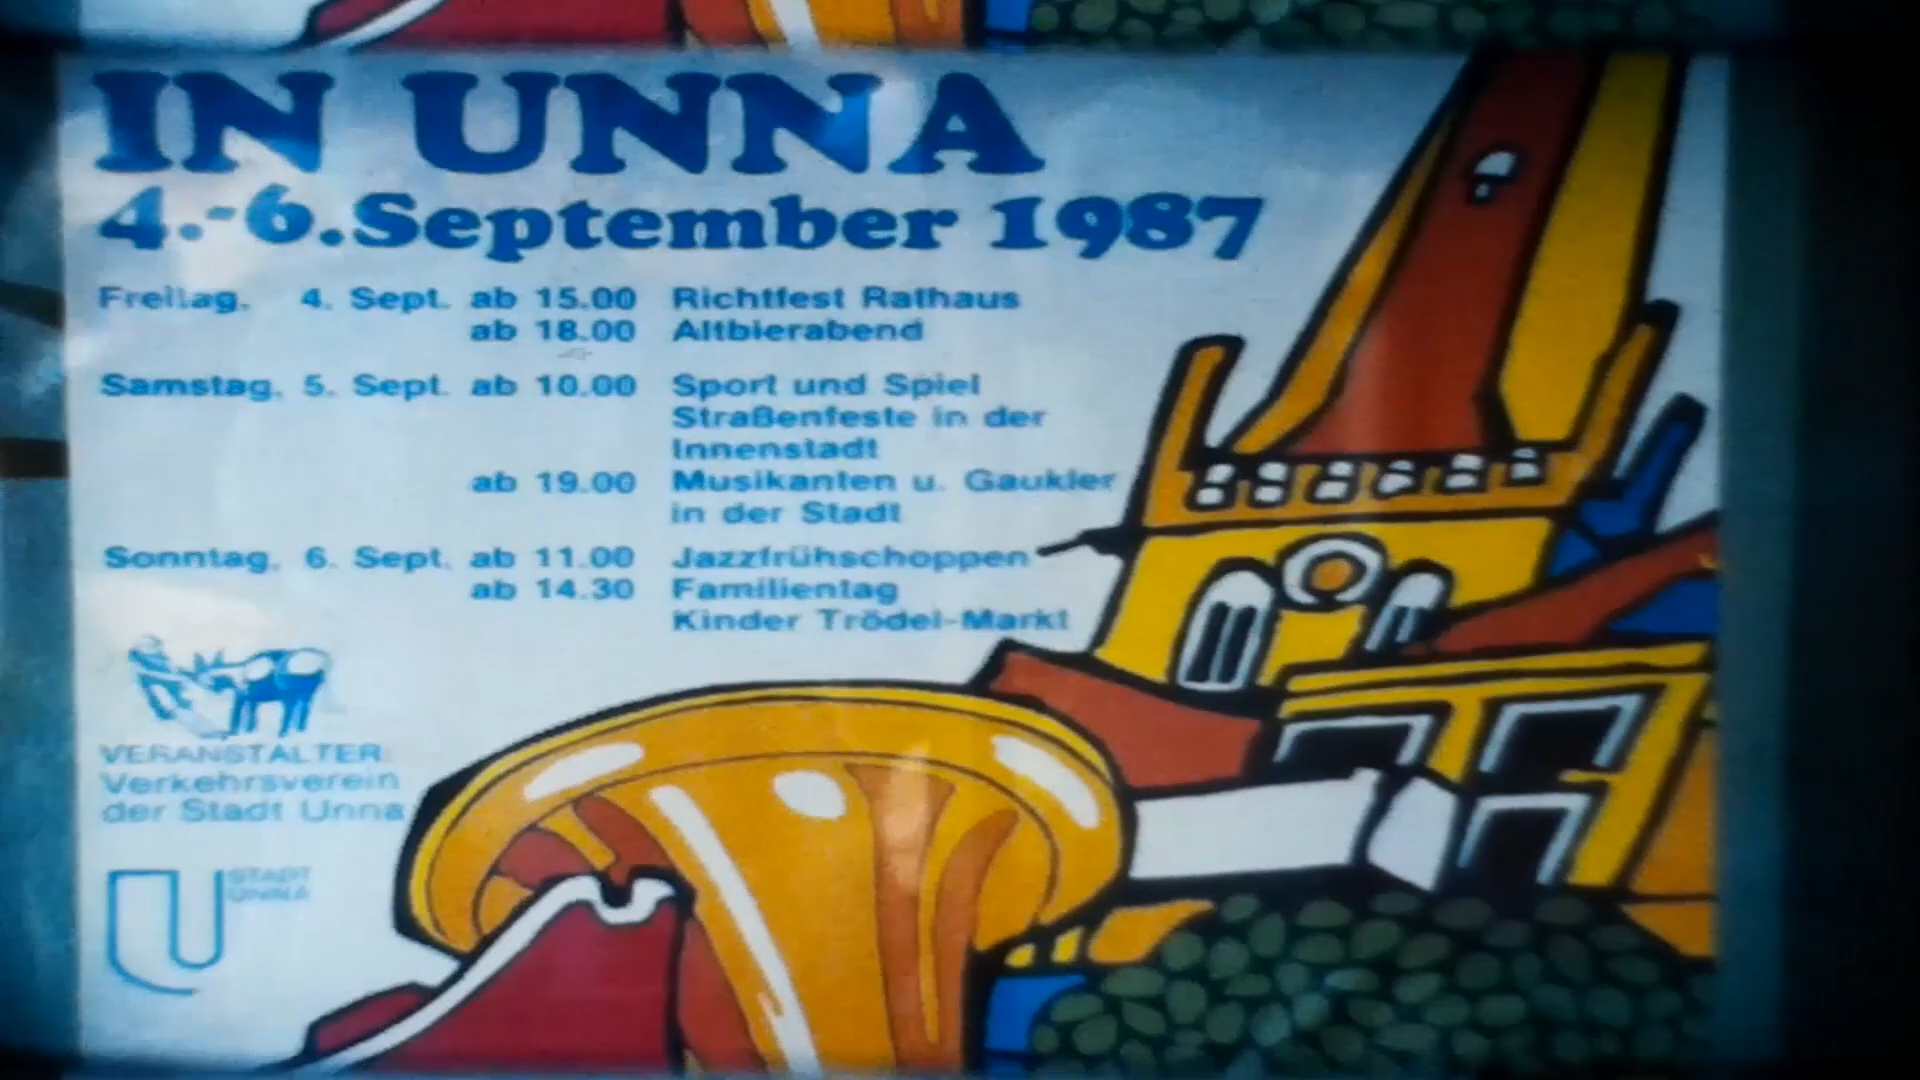 IN UNNA
4.-6. September 1987
Freitag, 4. Sept. ab 15.00 Richtfest Rathaus
ab 18.00 Altbierabend
Samstag, 5. Sept. ab 10.00 Sport und Spiel
Straßenfeste in der
Innenstadt
ab 19.00 Musikanten u. Gaukler
in der Stadt
Sonntag, 6. Sept. ab 11.00 Jazzfrühschoppen
ab 14.30 Familientag
Kinder Trödel-Markt
VERANSTALTER:
Verkehrsverein
der Stadt Unna
STADT
UNNA